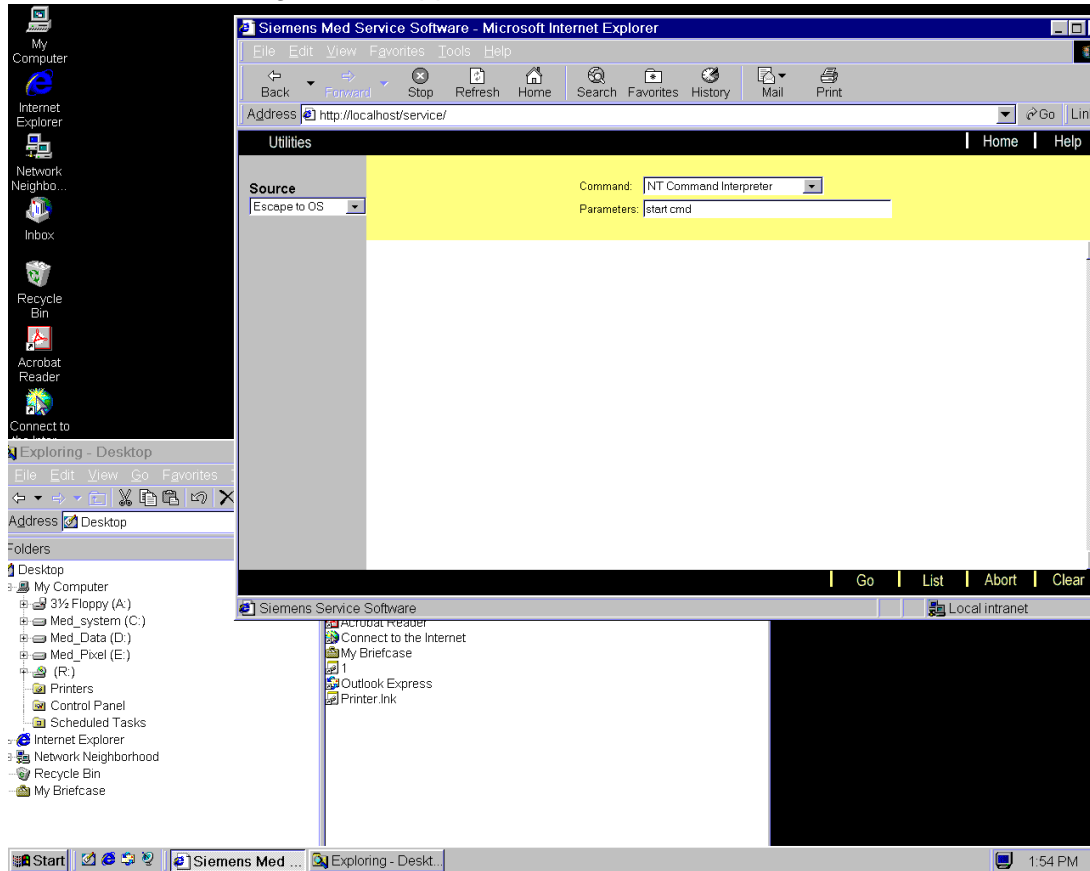 My
Computer
Internet
Explorer
Network
Neighbo...
Inbox
Recycle
Bin
Acrobat
Reader
Connect to
Siemens Med Service Software - Microsoft Internet Explorer
File Edit View Favorites Tools Help
Back Forward Stop Refresh Home Search Favorites History Mail Print
Address http://localhost/service/ Go Lin
Utilities Home Help
Source
Escape to OS
Command: NT Command Interpreter
Parameters: start cmd
Go List Abort Clear
Siemens Service Software Local intranet
Exploring - Desktop
File Edit View Go Favorites
Address Desktop
Folders
Desktop
My Computer
3½ Floppy (A:)
Med_system (C:)
Med_Data (D:)
Med_Pixel (E:)
(R:)
Printers
Control Panel
Scheduled Tasks
Internet Explorer
Network Neighborhood
Recycle Bin
My Briefcase
Acrobat Reader
Connect to the Internet
My Briefcase
1
Outlook Express
Printer.lnk
Start Siemens Med ... Exploring - Deskt... 1:54 PM